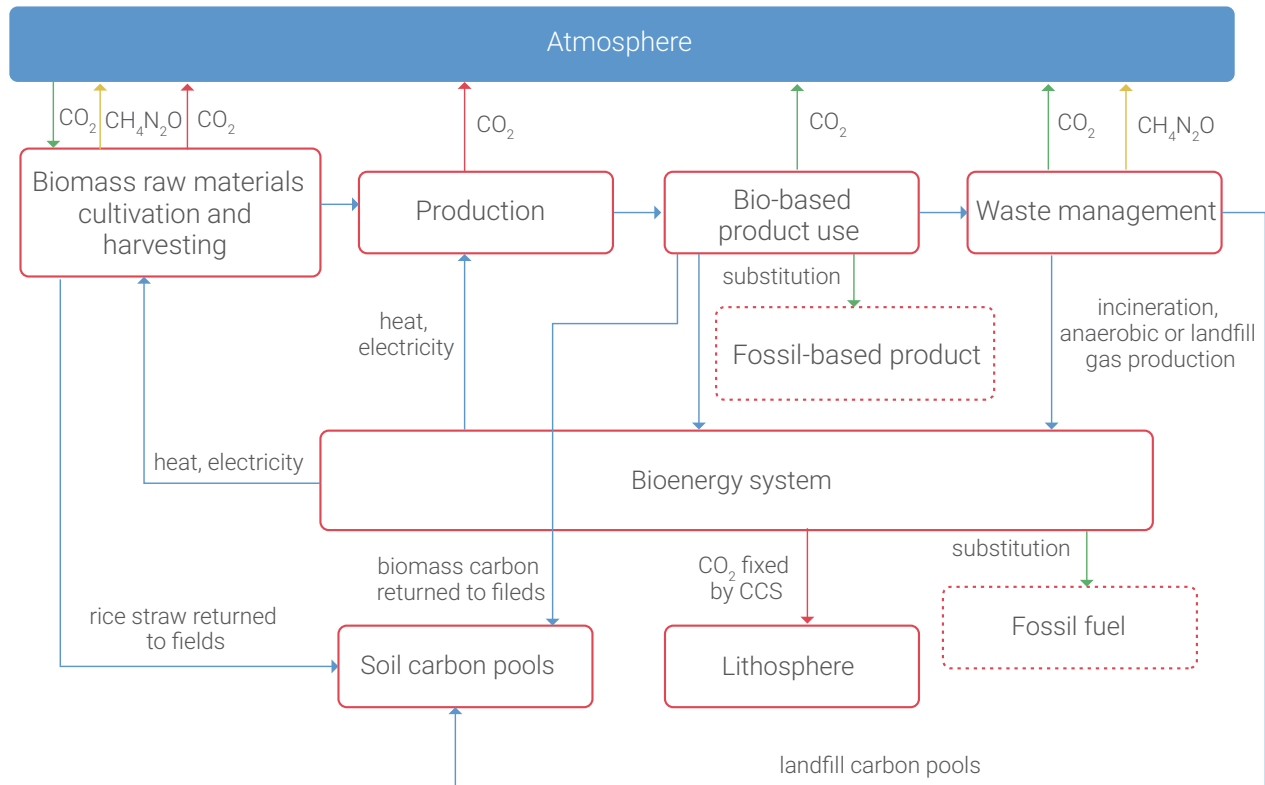 Atmosphere
CO₂
CH₄N₂O
CO₂
CO₂
CO₂
CO₂
CH₄N₂O
Biomass raw materials
cultivation and
harvesting
Production
Bio-based
product use
Waste management
substitution
heat,
electricity
Fossil-based product
incineration,
anaerobic or landfill
gas production
heat, electricity
Bioenergy system
biomass carbon
returned to fileds
CO₂ fixed
by CCS
substitution
rice straw returned
to fields
Soil carbon pools
Lithosphere
Fossil fuel
landfill carbon pools